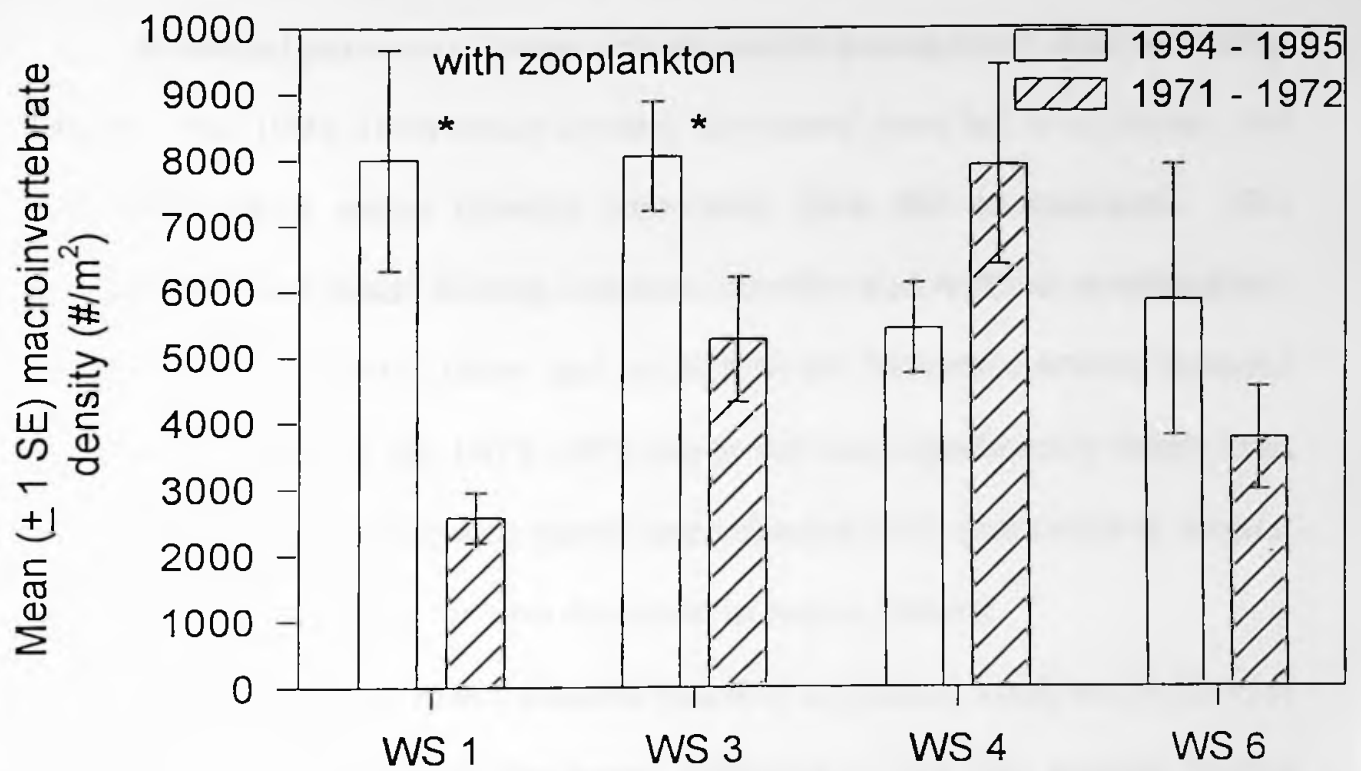 with zooplankton
1994 - 1995
1971 - 1972
Mean (± 1 SE) macroinvertebrate
density (#/m²)
10000
9000
8000
7000
6000
5000
4000
3000
2000
1000
0
*
*
WS 1
WS 3
WS 4
WS 6